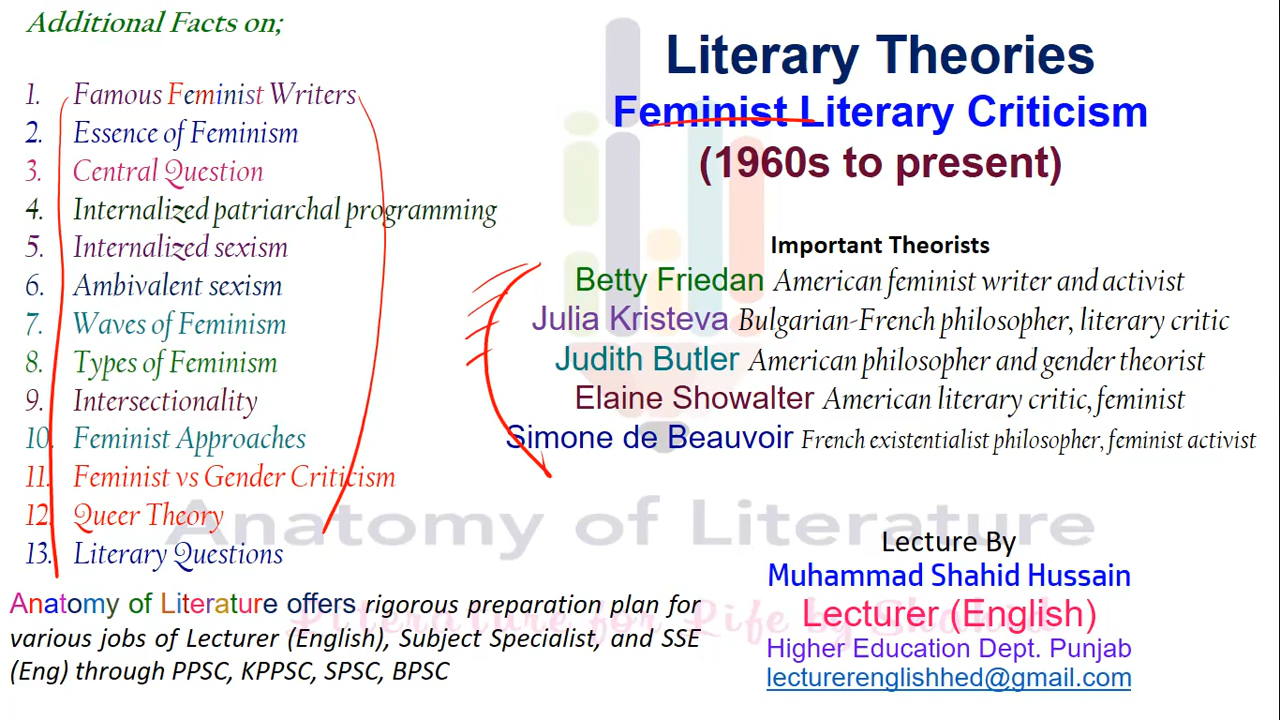 Additional Facts on;
1. Famous Feminist Writers
2. Essence of Feminism
3. Central Question
4. Internalized patriarchal programming
5. Internalized sexism
6. Ambivalent sexism
7. Waves of Feminism
8. Types of Feminism
9. Intersectionality
10. Feminist Approaches
11. Feminist vs Gender Criticism
12. Queer Theory
13. Literary Questions
Anatomy of Literature offers rigorous preparation plan for
various jobs of Lecturer (English), Subject Specialist, and SSE
(Eng) through PPSC, KPPSC, SPSC, BPSC
Literary Theories
Feminist Literary Criticism
(1960s to present)
Important Theorists
Betty Friedan American feminist writer and activist
Julia Kristeva Bulgarian-French philosopher, literary critic
Judith Butler American philosopher and gender theorist
Elaine Showalter American literary critic, feminist
Simone de Beauvoir French existentialist philosopher, feminist activist
Anatomy of Literature
Literature for Life by Shahid
Lecture By
Muhammad Shahid Hussain
Lecturer (English)
Higher Education Dept. Punjab
lecturerenglishhed@gmail.com